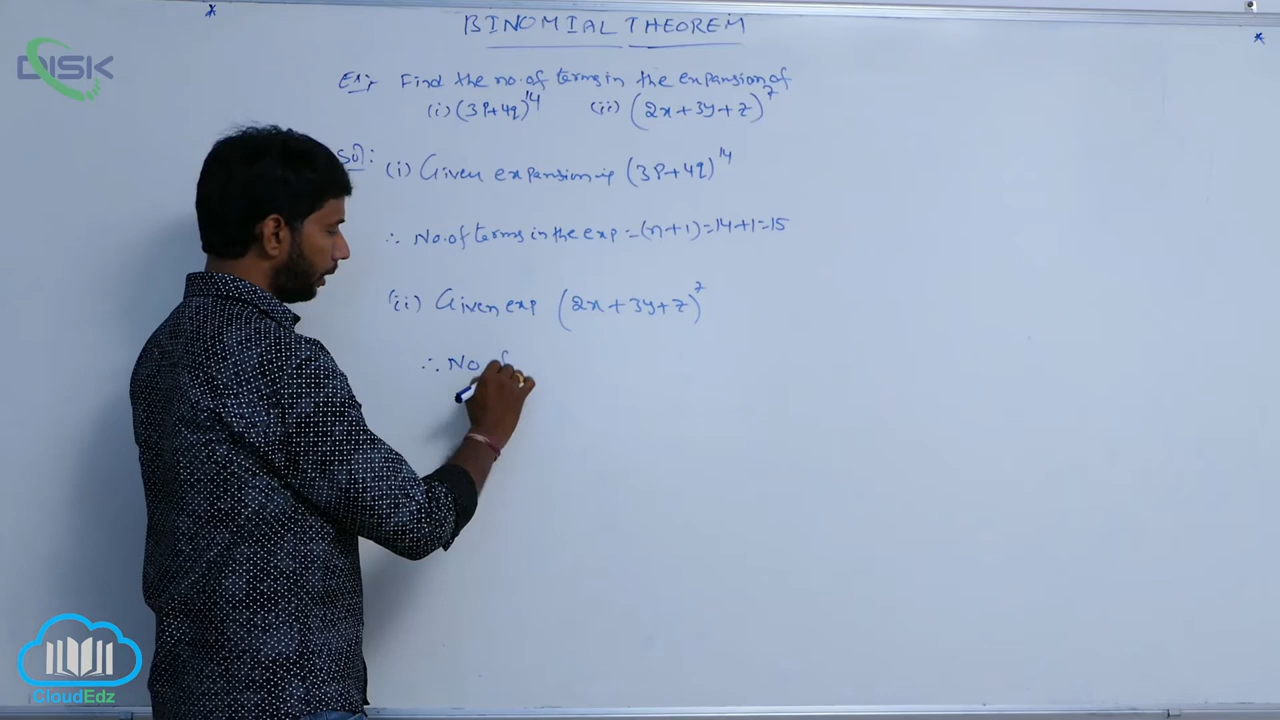 BINOMIAL THEOREM
DISK
Ex:- Find the no. of terms in the expansion of
(i) (3p+4q)^14 (ii) (2x+3y+z)^7
Sol:
(i) Given expansion is (3p+4q)^14
∴ No. of terms in the exp = (n+1) = 14+1 = 15
(ii) Given exp (2x+3y+z)^7
∴ No of
CloudEdz